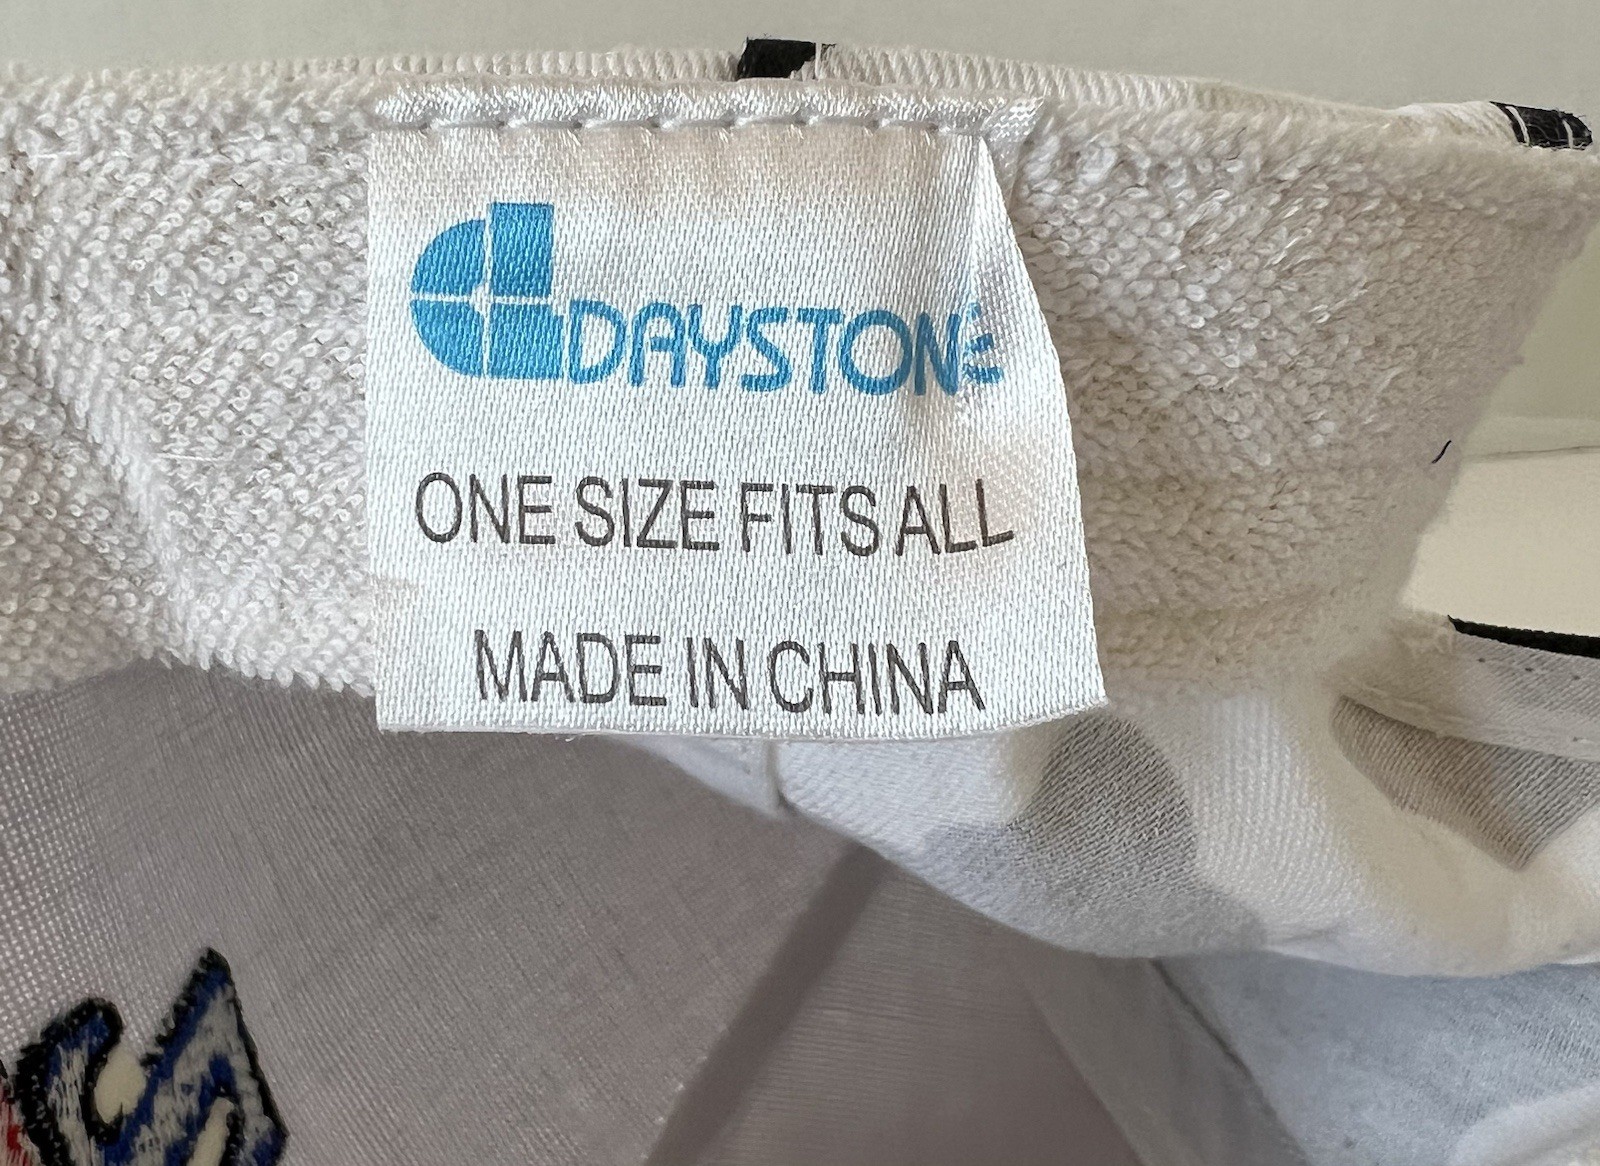 DAYSTONE
ONE SIZE FITS ALL
MADE IN CHINA